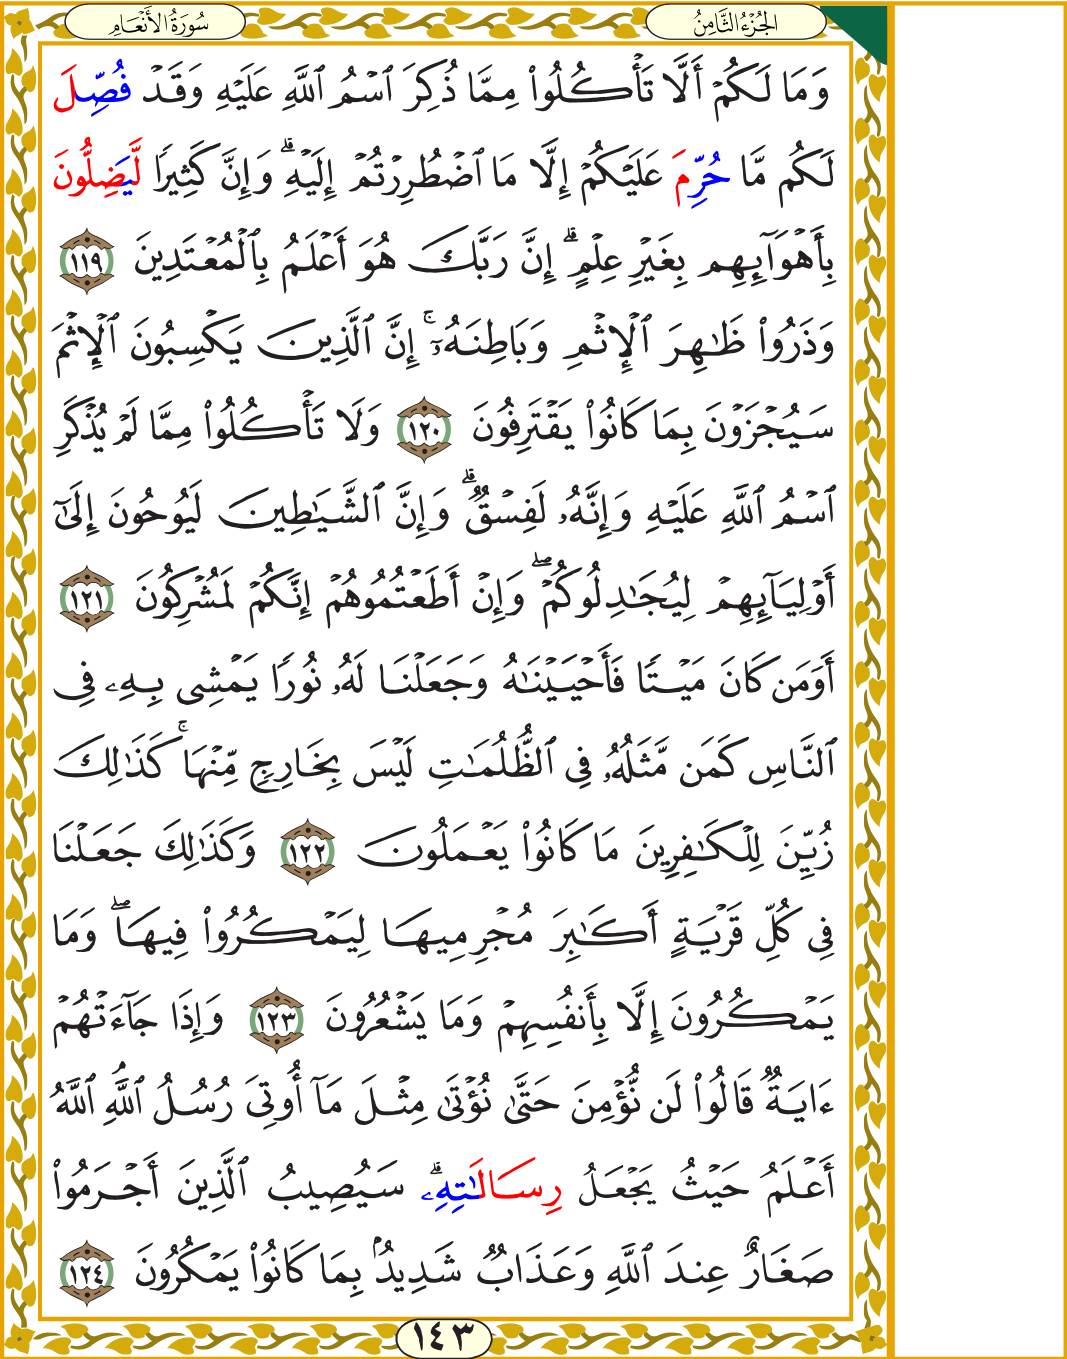 الجُزْءُ الثَّامِنُ
سُورَةُ الأَنْعَامِ
وَمَا لَكُمْ أَلَّا تَأْكُلُوا۟ مِمَّا ذُكِرَ ٱسْمُ ٱللَّهِ عَلَيْهِ وَقَدْ فُصِّلَ
لَكُم مَّا حُرِّمَ عَلَيْكُمْ إِلَّا مَا ٱضْطُرِرْتُمْ إِلَيْهِ ۗ وَإِنَّ كَثِيرًا لَّيَضِلُّونَ
بِأَهْوَآئِهِم بِغَيْرِ عِلْمٍ ۗ إِنَّ رَبَّكَ هُوَ أَعْلَمُ بِٱلْمُعْتَدِينَ ١١٩
وَذَرُوا۟ ظَـٰهِرَ ٱلْإِثْمِ وَبَاطِنَهُۥٓ ۚ إِنَّ ٱلَّذِينَ يَكْسِبُونَ ٱلْإِثْمَ
سَيُجْزَوْنَ بِمَا كَانُوا۟ يَقْتَرِفُونَ ١٢٠ وَلَا تَأْكُلُوا۟ مِمَّا لَمْ يُذْكَرِ
ٱسْمُ ٱللَّهِ عَلَيْهِ وَإِنَّهُۥ لَفِسْقٌ ۗ وَإِنَّ ٱلشَّيَـٰطِينَ لَيُوحُونَ إِلَىٰٓ
أَوْلِيَآئِهِمْ لِيُجَـٰدِلُوكُمْ ۖ وَإِنْ أَطَعْتُمُوهُمْ إِنَّكُمْ لَمُشْرِكُونَ ١٢١
أَوَمَن كَانَ مَيْتًا فَأَحْيَيْنَـٰهُ وَجَعَلْنَا لَهُۥ نُورًا يَمْشِى بِهِۦ فِى
ٱلنَّاسِ كَمَن مَّثَلُهُۥ فِى ٱلظُّلُمَـٰتِ لَيْسَ بِخَارِجٍ مِّنْهَا ۚ كَذَٰلِكَ
زُيِّنَ لِلْكَـٰفِرِينَ مَا كَانُوا۟ يَعْمَلُونَ ١٢٢ وَكَذَٰلِكَ جَعَلْنَا
فِى كُلِّ قَرْيَةٍ أَكَـٰبِرَ مُجْرِمِيهَا لِيَمْكُرُوا۟ فِيهَا ۖ وَمَا
يَمْكُرُونَ إِلَّا بِأَنفُسِهِمْ وَمَا يَشْعُرُونَ ١٢٣ وَإِذَا جَآءَتْهُمْ
ءَايَةٌ قَالُوا۟ لَن نُّؤْمِنَ حَتَّىٰ نُؤْتَىٰ مِثْلَ مَآ أُوتِىَ رُسُلُ ٱللَّهِ ۘ ٱللَّهُ
أَعْلَمُ حَيْثُ يَجْعَلُ رِسَالَـٰتِهِۦ ۗ سَيُصِيبُ ٱلَّذِينَ أَجْرَمُوا۟
صَغَارٌ عِندَ ٱللَّهِ وَعَذَابٌ شَدِيدٌۢ بِمَا كَانُوا۟ يَمْكُرُونَ ١٢٤
١٤٣